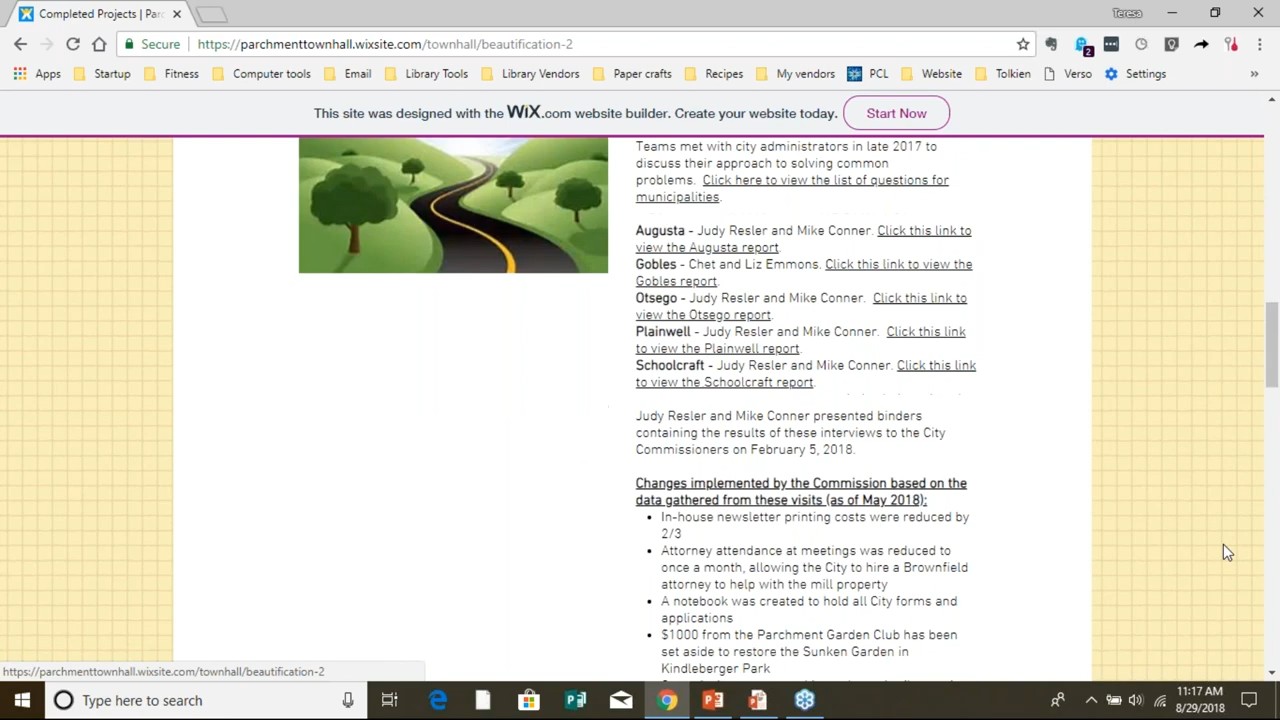 Completed Projects | Parc
Teresa
Secure
https://parchmenttownhall.wixsite.com/townhall/beautification-2
2
Apps Startup Fitness Computer tools Email Library Tools Library Vendors Paper crafts Recipes My vendors PCL Website Tolkien Verso Settings »
This site was designed with the WiX.com website builder. Create your website today. Start Now
Teams met with city administrators in late 2017 to
discuss their approach to solving common
problems. Click here to view the list of questions for
municipalities.
Augusta - Judy Resler and Mike Conner. Click this link to
view the Augusta report.
Gobles - Chet and Liz Emmons. Click this link to view the
Gobles report.
Otsego - Judy Resler and Mike Conner. Click this link to
view the Otsego report.
Plainwell - Judy Resler and Mike Conner. Click this link
to view the Plainwell report.
Schoolcraft - Judy Resler and Mike Conner. Click this link
to view the Schoolcraft report.
Judy Resler and Mike Conner presented binders
containing the results of these interviews to the City
Commissioners on February 5, 2018.
Changes implemented by the Commission based on the
data gathered from these visits (as of May 2018):
• In-house newsletter printing costs were reduced by
2/3
• Attorney attendance at meetings was reduced to
once a month, allowing the City to hire a Brownfield
attorney to help with the mill property
• A notebook was created to hold all City forms and
applications
• $1000 from the Parchment Garden Club has been
set aside to restore the Sunken Garden in
Kindleberger Park
https://parchmenttownhall.wixsite.com/townhall/beautification-2
Type here to search
11:17 AM
8/29/2018